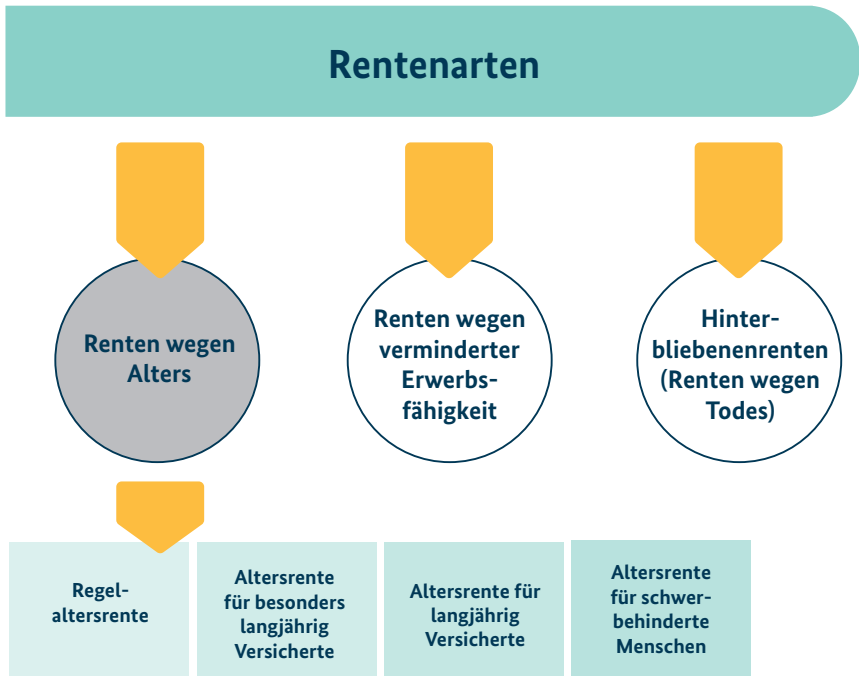 Rentenarten
Renten wegen
Alters
Renten wegen
verminderter
Erwerbs-
fähigkeit
Hinter-
bliebenenrenten
(Renten wegen
Todes)
Regel-
altersrente
Altersrente
für besonders
langjährig
Versicherte
Altersrente für
langjährig
Versicherte
Altersrente
für schwer-
behinderte
Menschen